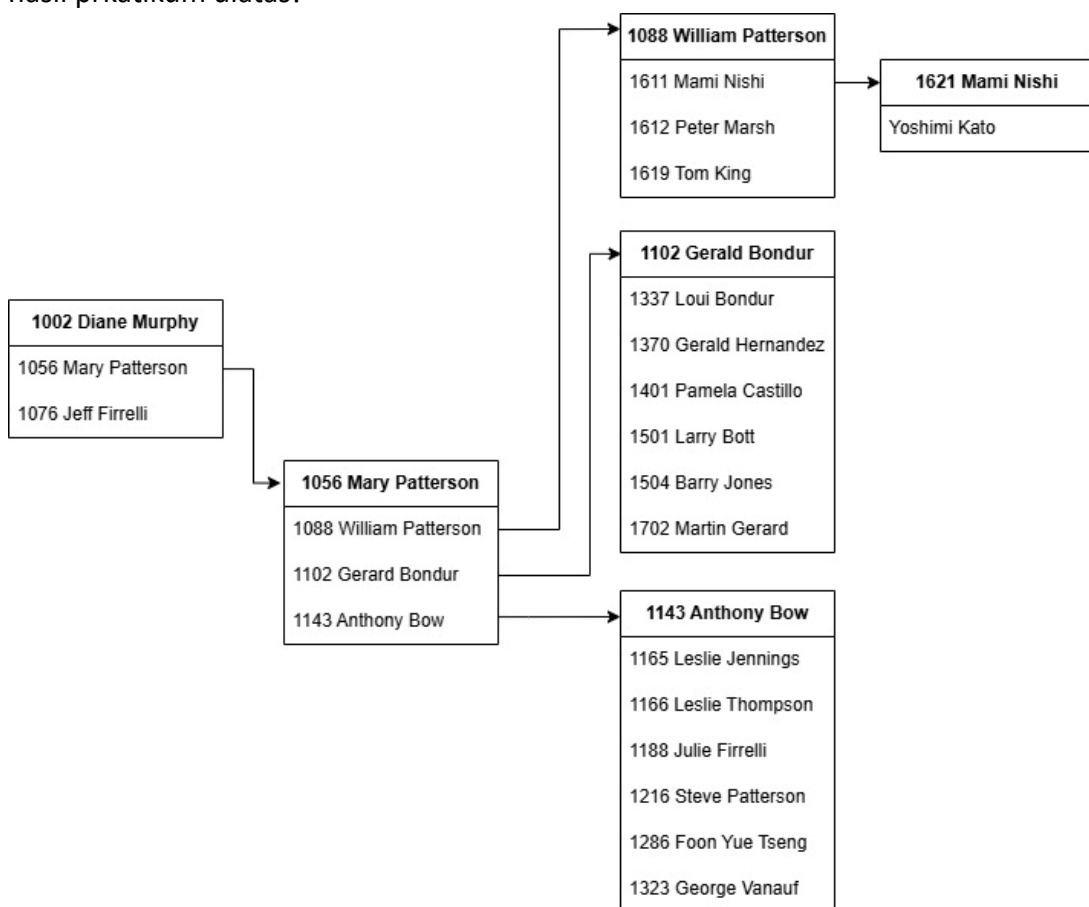 hasil prkatikum diatas!
1088 William Patterson
1611 Mami Nishi
1612 Peter Marsh
1619 Tom King
1621 Mami Nishi
Yoshimi Kato
1102 Gerald Bondur
1337 Loui Bondur
1370 Gerald Hernandez
1401 Pamela Castillo
1501 Larry Bott
1504 Barry Jones
1702 Martin Gerard
1002 Diane Murphy
1056 Mary Patterson
1076 Jeff Firrelli
1056 Mary Patterson
1088 William Patterson
1102 Gerard Bondur
1143 Anthony Bow
1143 Anthony Bow
1165 Leslie Jennings
1166 Leslie Thompson
1188 Julie Firrelli
1216 Steve Patterson
1286 Foon Yue Tseng
1323 George Vanauf